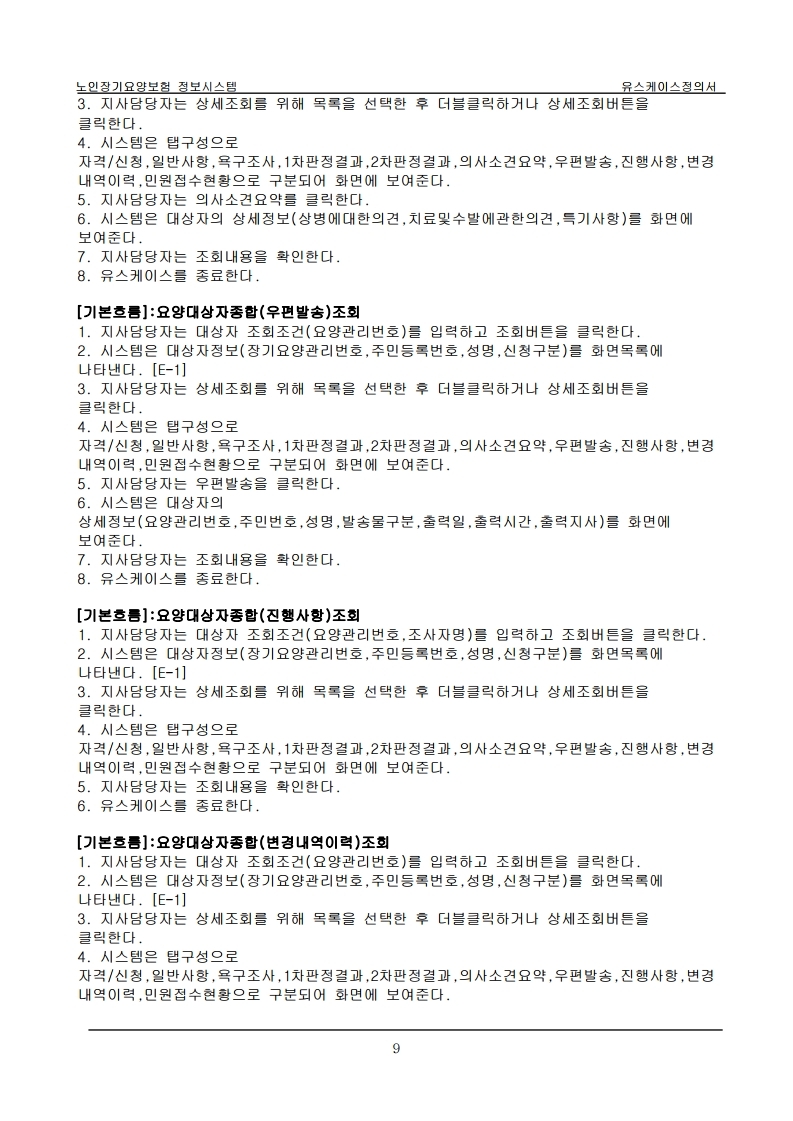 노인장기요양보험 정보시스템 유스케이스정의서
3. 지사담당자는 상세조회를 위해 목록을 선택한 후 더블클릭하거나 상세조회버튼을
클릭한다.
4. 시스템은 탭구성으로
자격/신청,일반사항,욕구조사,1차판정결과,2차판정결과,의사소견요약,우편발송,진행사항,변경
내역이력,민원접수현황으로 구분되어 화면에 보여준다.
5. 지사담당자는 의사소견요약를 클릭한다.
6. 시스템은 대상자의 상세정보(상병에대한의견,치료및수발에관한의견,특기사항)를 화면에
보여준다.
7. 지사담당자는 조회내용을 확인한다.
8. 유스케이스를 종료한다.
[기본흐름]:요양대상자종합(우편발송)조회
1. 지사담당자는 대상자 조회조건(요양관리번호)를 입력하고 조회버튼을 클릭한다.
2. 시스템은 대상자정보(장기요양관리번호,주민등록번호,성명,신청구분)를 화면목록에
나타낸다. [E-1]
3. 지사담당자는 상세조회를 위해 목록을 선택한 후 더블클릭하거나 상세조회버튼을
클릭한다.
4. 시스템은 탭구성으로
자격/신청,일반사항,욕구조사,1차판정결과,2차판정결과,의사소견요약,우편발송,진행사항,변경
내역이력,민원접수현황으로 구분되어 화면에 보여준다.
5. 지사담당자는 우편발송을 클릭한다.
6. 시스템은 대상자의
상세정보(요양관리번호,주민번호,성명,발송물구분,출력일,출력시간,출력지사)를 화면에
보여준다.
7. 지사담당자는 조회내용을 확인한다.
8. 유스케이스를 종료한다.
[기본흐름]:요양대상자종합(진행사항)조회
1. 지사담당자는 대상자 조회조건(요양관리번호,조사자명)를 입력하고 조회버튼을 클릭한다.
2. 시스템은 대상자정보(장기요양관리번호,주민등록번호,성명,신청구분)를 화면목록에
나타낸다. [E-1]
3. 지사담당자는 상세조회를 위해 목록을 선택한 후 더블클릭하거나 상세조회버튼을
클릭한다.
4. 시스템은 탭구성으로
자격/신청,일반사항,욕구조사,1차판정결과,2차판정결과,의사소견요약,우편발송,진행사항,변경
내역이력,민원접수현황으로 구분되어 화면에 보여준다.
5. 지사담당자는 조회내용을 확인한다.
6. 유스케이스를 종료한다.
[기본흐름]:요양대상자종합(변경내역이력)조회
1. 지사담당자는 대상자 조회조건(요양관리번호)를 입력하고 조회버튼을 클릭한다.
2. 시스템은 대상자정보(장기요양관리번호,주민등록번호,성명,신청구분)를 화면목록에
나타낸다. [E-1]
3. 지사담당자는 상세조회를 위해 목록을 선택한 후 더블클릭하거나 상세조회버튼을
클릭한다.
4. 시스템은 탭구성으로
자격/신청,일반사항,욕구조사,1차판정결과,2차판정결과,의사소견요약,우편발송,진행사항,변경
내역이력,민원접수현황으로 구분되어 화면에 보여준다.
9